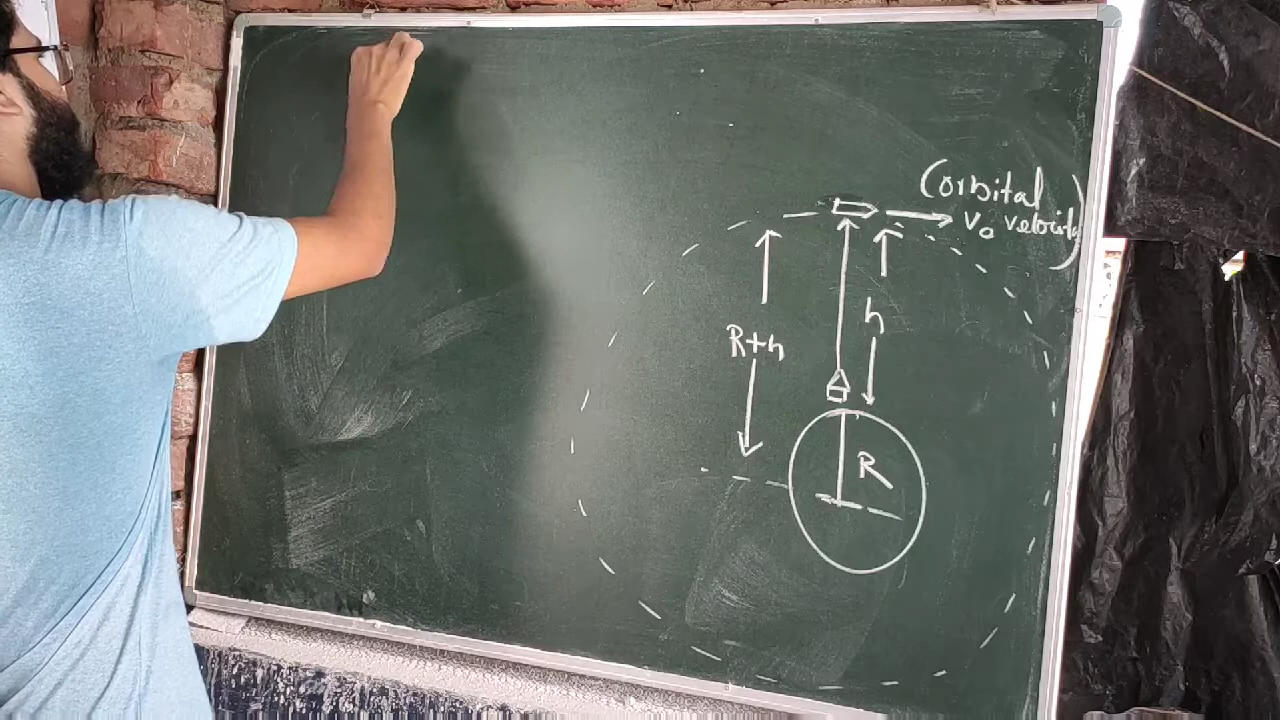 (orbital
v₀ velocity)
R+h
h
R